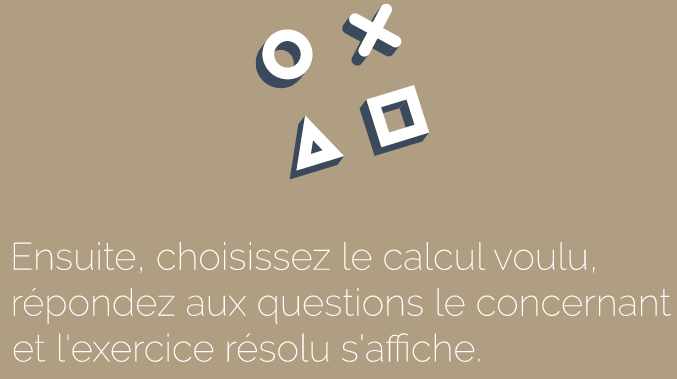 Ensuite, choisissez le calcul voulu,
répondez aux questions le concernant
et l'exercice résolu s'affiche.